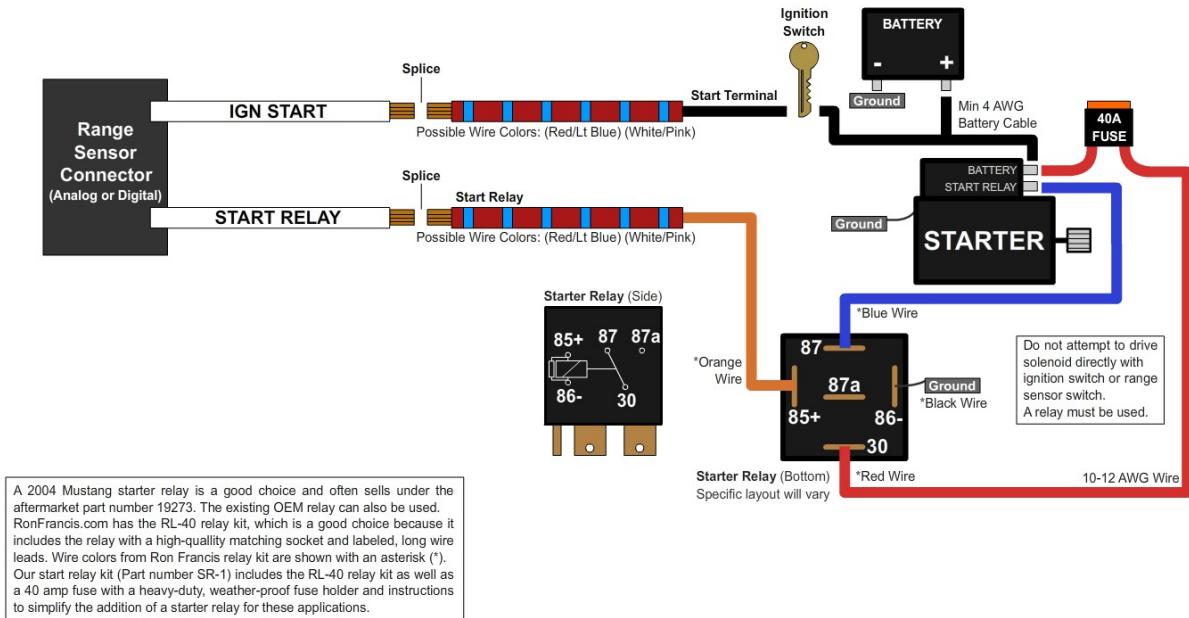 Ignition
Switch
BATTERY
- +
Ground
Splice
IGN START
Start Terminal
Possible Wire Colors: (Red/Lt Blue) (White/Pink)
Min 4 AWG
Battery Cable
40A
FUSE
Range
Sensor
Connector
(Analog or Digital)
BATTERY
START RELAY
Ground
STARTER
Splice
Start Relay
START RELAY
Possible Wire Colors: (Red/Lt Blue) (White/Pink)
Starter Relay (Side)
85+ 87 87a
86- 30
*Orange
Wire
*Blue Wire
87
87a
85+ 86-
30
Ground
*Black Wire
Do not attempt to drive
solenoid directly with
ignition switch or range
sensor switch.
A relay must be used.
Starter Relay (Bottom)
Specific layout will vary
*Red Wire
10-12 AWG Wire
A 2004 Mustang starter relay is a good choice and often sells under the
aftermarket part number 19273. The existing OEM relay can also be used.
RonFrancis.com has the RL-40 relay kit, which is a good choice because it
includes the relay with a high-quallity matching socket and labeled, long wire
leads. Wire colors from Ron Francis relay kit are shown with an asterisk (*).
Our start relay kit (Part number SR-1) includes the RL-40 relay kit as well as
a 40 amp fuse with a heavy-duty, weather-proof fuse holder and instructions
to simplify the addition of a starter relay for these applications.